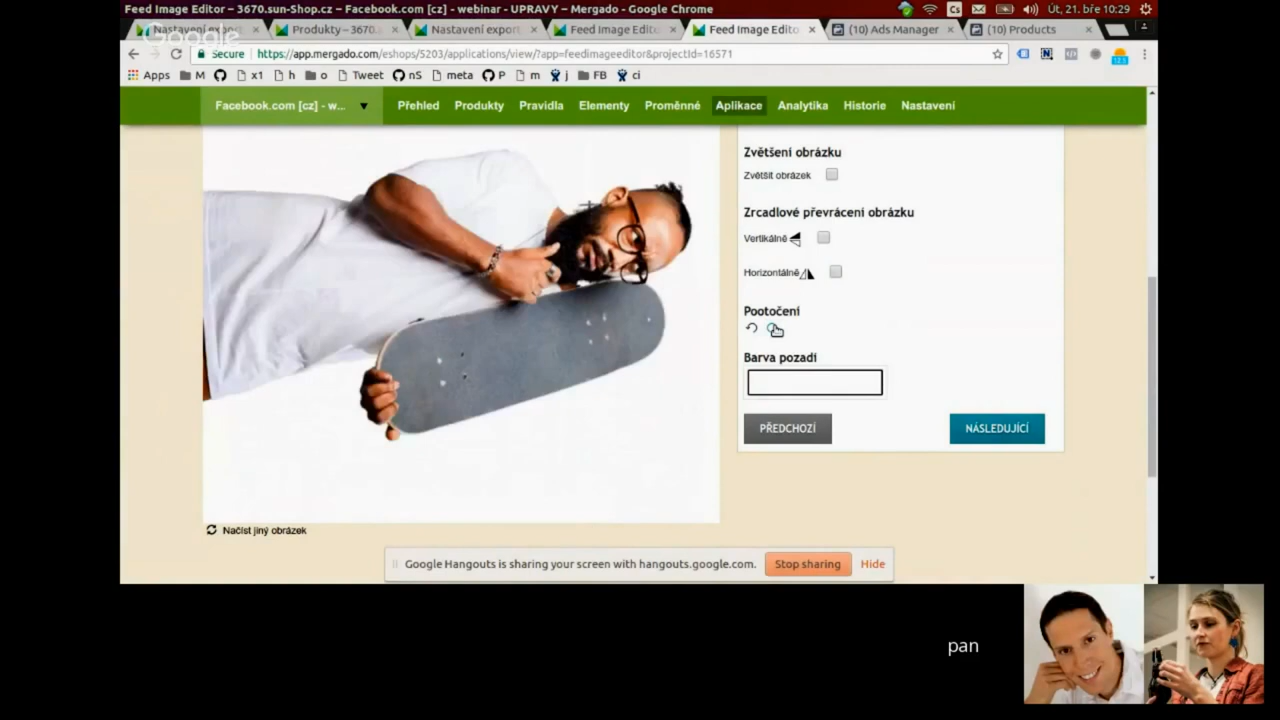 Feed Image Editor – 3670.sun-Shop.cz – Facebook.com [cz] - webinar - UPRAVY – Mergado - Google Chrome
Cs
Út, 21. bře 10:29
Google
Nastavení exp
Produkty – 3670.
Nastavení export
Feed Image Edito
Feed Image Edito
(10) Ads Manager
(10) Products
Secure
https://app.mergado.com/eshops/5203/applications/view/?app=feedimageeditor&projectId=16571
Apps
M
x1
h
o
Tweet
nS
meta
P
m
j
FB
ci
Facebook.com [cz] - w...
Přehled
Produkty
Pravidla
Elementy
Proměnné
Aplikace
Analytika
Historie
Nastavení
Zvětšení obrázku
Zvětšit obrázek
Zrcadlové převrácení obrázku
Vertikálně
Horizontálně
Pootočení
Barva pozadí
PŘEDCHOZÍ
NÁSLEDUJÍCÍ
Načíst jiný obrázek
Google Hangouts is sharing your screen with hangouts.google.com.
Stop sharing
Hide
pan